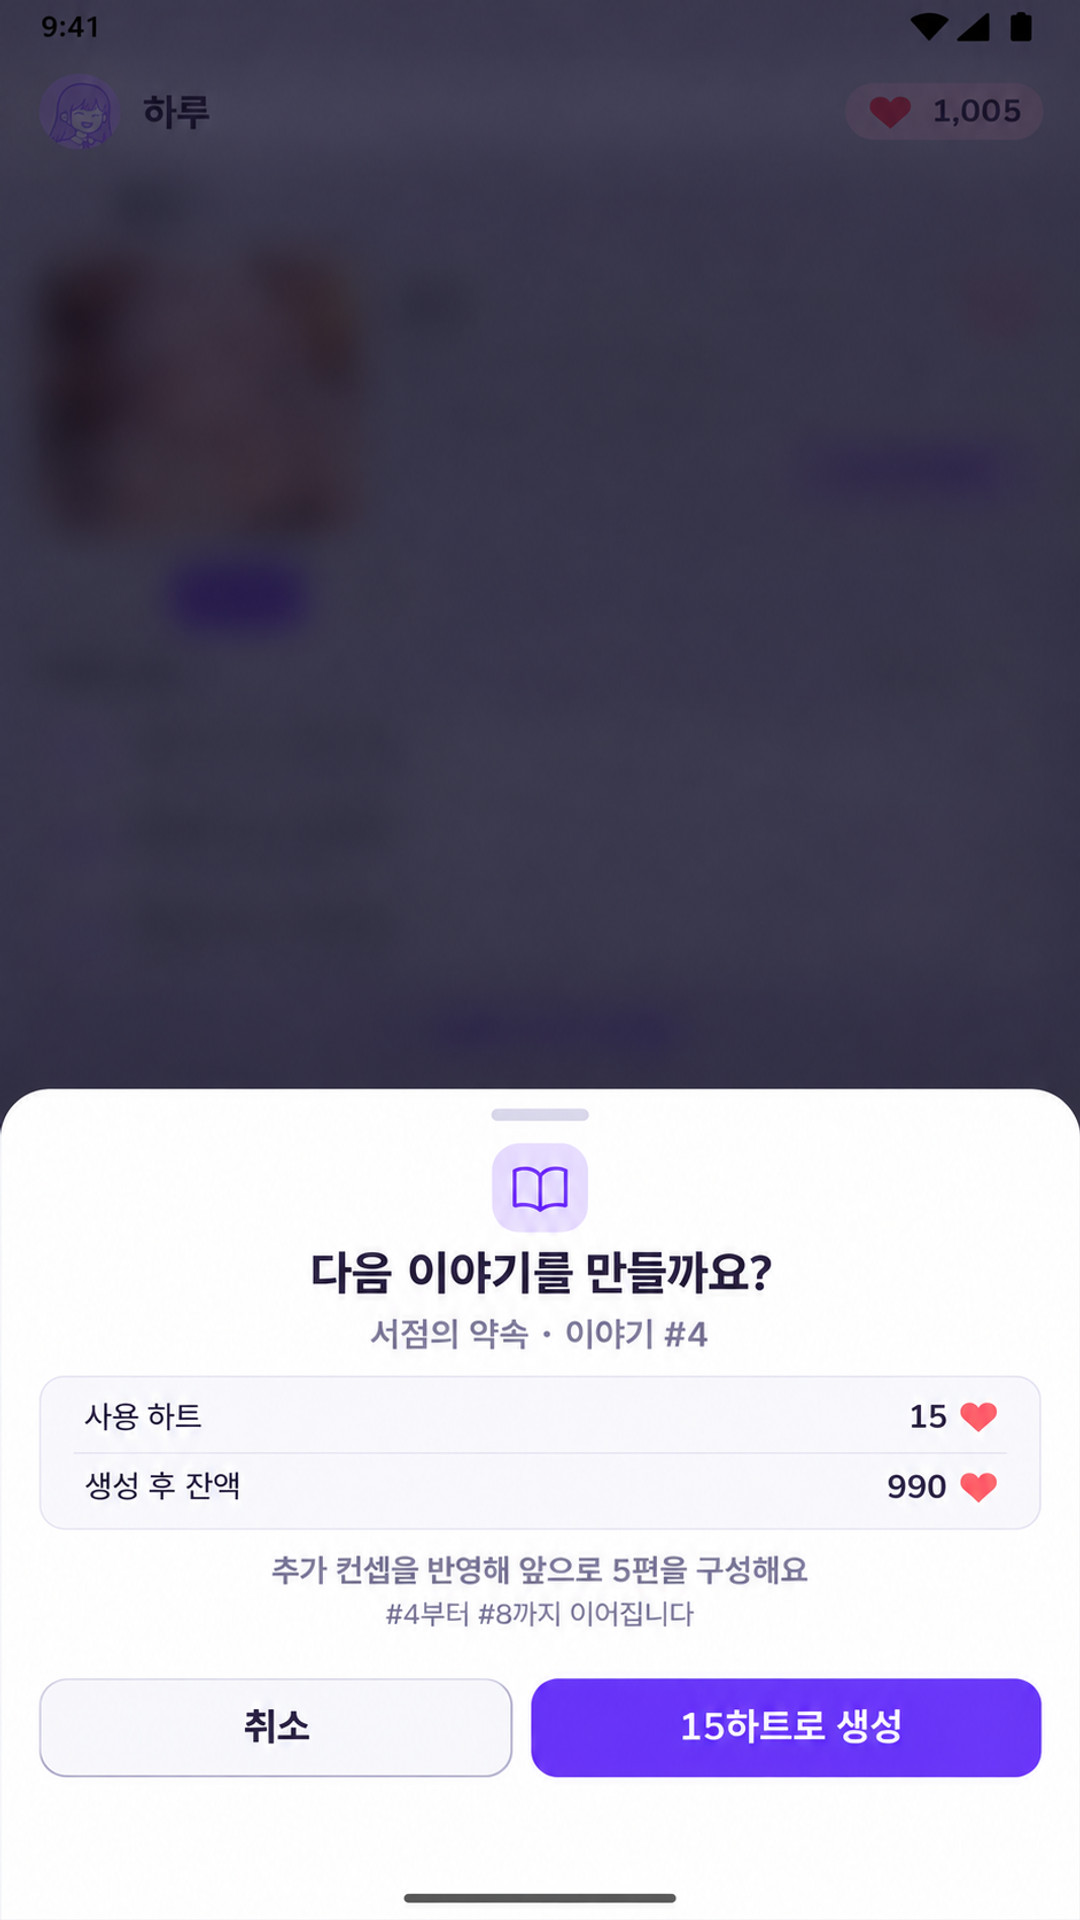 9:41
하루
1,005
다음 이야기를 만들까요?
서점의 약속 · 이야기 #4
사용 하트 15
생성 후 잔액 990
추가 컨셉을 반영해 앞으로 5편을 구성해요
#4부터 #8까지 이어집니다
취소
15하트로 생성